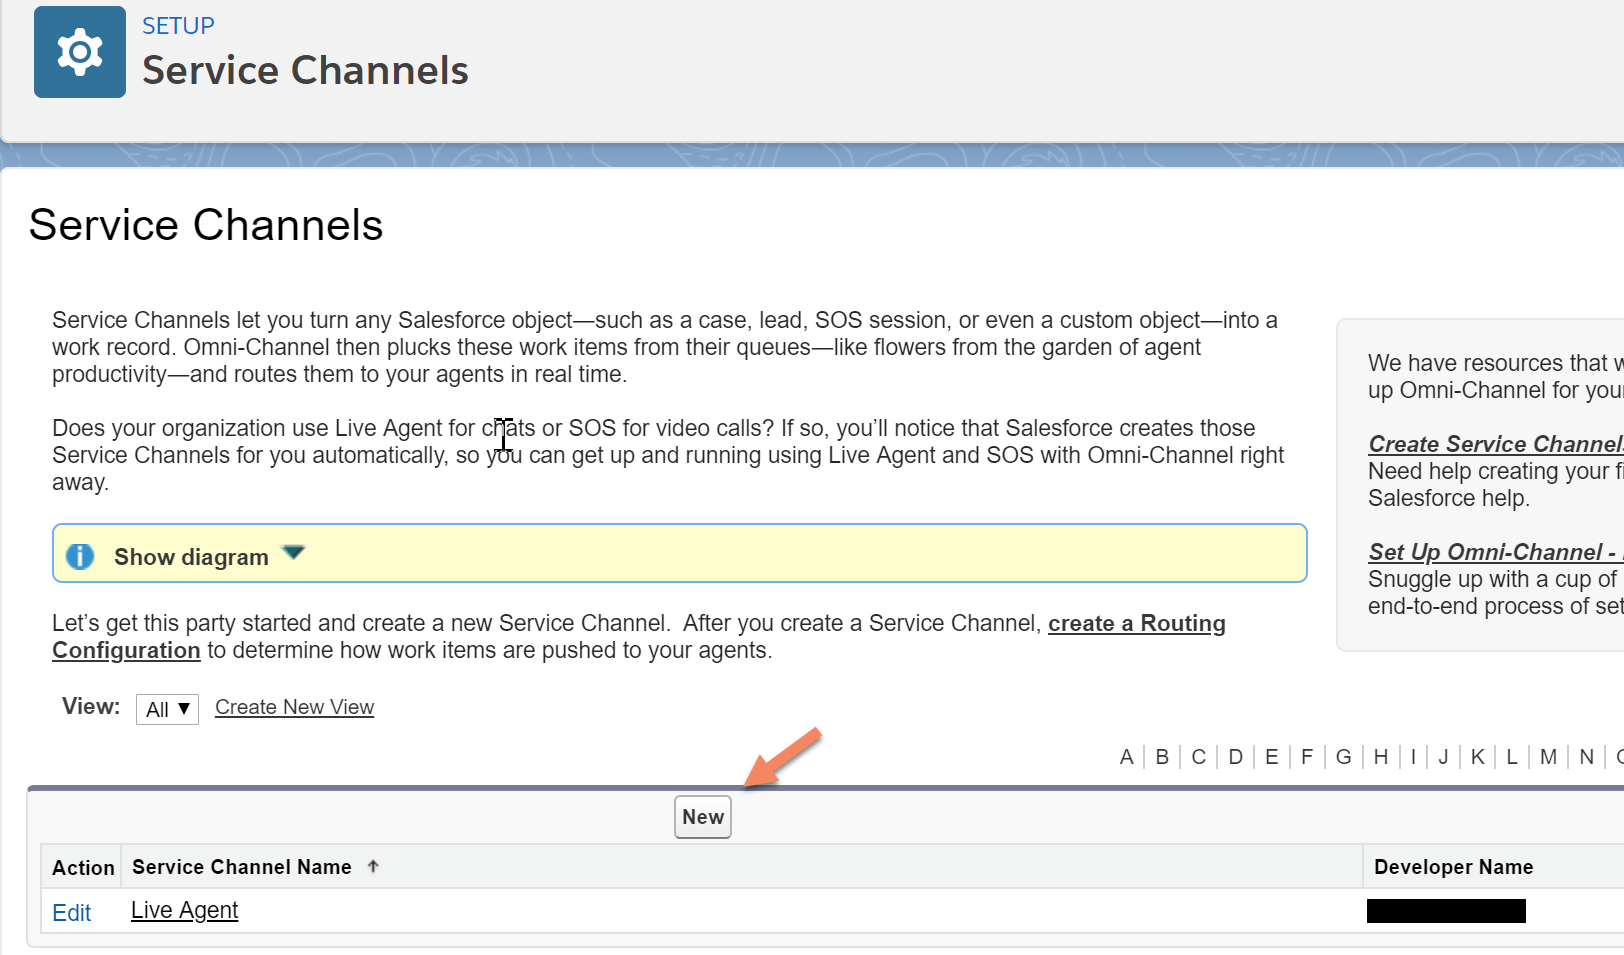 SETUP
Service Channels
Service Channels
Service Channels let you turn any Salesforce object—such as a case, lead, SOS session, or even a custom object—into a
work record. Omni-Channel then plucks these work items from their queues—like flowers from the garden of agent
productivity—and routes them to your agents in real time.
Does your organization use Live Agent for chats or SOS for video calls? If so, you’ll notice that Salesforce creates those
Service Channels for you automatically, so you can get up and running using Live Agent and SOS with Omni-Channel right
away.
Show diagram
Let’s get this party started and create a new Service Channel. After you create a Service Channel, create a Routing
Configuration to determine how work items are pushed to your agents.
We have resources that
up Omni-Channel for your
Create Service Channels
Need help creating your
Salesforce help.
Set Up Omni-Channel -
Snuggle up with a cup of
end-to-end process of
View: All ▼ Create New View
A | B | C | D | E | F | G | H | I | J | K | L | M | N |
New
Action Service Channel Name ↑ Developer Name
Edit Live Agent